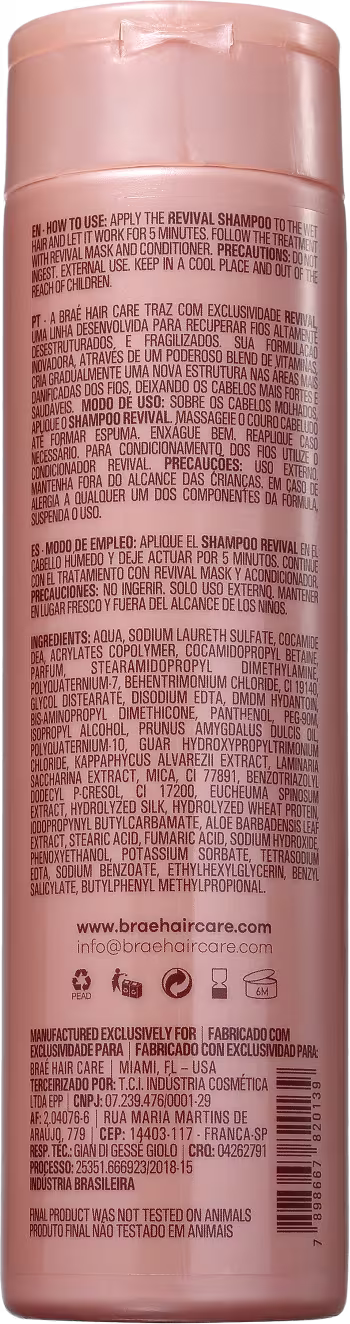 EN - HOW TO USE: APPLY THE REVIVAL SHAMPOO TO THE WET
HAIR AND LET IT WORK FOR 5 MINUTES. FOLLOW THE TREATMENT
WITH REVIVAL MASK AND CONDITIONER. PRECAUTIONS: DO NOT
INGEST. EXTERNAL USE. KEEP IN A COOL PLACE AND OUT OF THE
REACH OF CHILDREN.
PT - A BRAÉ HAIR CARE TRAZ COM EXCLUSIVIDADE REVIVAL,
UMA LINHA DESENVOLVIDA PARA RECUPERAR FIOS ALTAMENTE
DESESTRUTURADOS, E FRAGILIZADOS. SUA FORMULAÇÃO
INOVADORA, ATRAVÉS DE UM PODEROSO BLEND DE VITAMINAS,
CRIA GRADUALMENTE UMA NOVA ESTRUTURA NAS ÁREAS MAIS
DANIFICADAS DOS FIOS, DEIXANDO OS CABELOS MAIS FORTES E
SAUDÁVEIS. MODO DE USO: SOBRE OS CABELOS MOLHADOS,
APLIQUE O SHAMPOO REVIVAL. MASSAGEIE O COURO CABELUDO
ATÉ FORMAR ESPUMA. ENXÁGUE BEM. REAPLIQUE CASO
NECESSÁRIO. PARA CONDICIONAMENTO DOS FIOS UTILIZE O
CONDICIONADOR REVIVAL. PRECAUÇÕES: USO EXTERNO.
MANTENHA FORA DO ALCANCE DAS CRIANÇAS. EM CASO DE
ALERGIA A QUALQUER UM DOS COMPONENTES DA FÓRMULA,
SUSPENDA O USO.
ES - MODO DE EMPLEO: APLIQUE EL SHAMPOO REVIVAL EN EL
CABELLO HÚMEDO Y DEJE ACTUAR POR 5 MINUTOS. CONTINUE
CON EL TRATAMIENTO CON REVIVAL MASK Y ACONDICIONADOR.
PRECAUCIONES: NO INGERIR. SOLO USO EXTERNO. MANTENER
EN LUGAR FRESCO Y FUERA DEL ALCANCE DE LOS NIÑOS.
INGREDIENTS: AQUA, SODIUM LAURETH SULFATE, COCAMIDE
DEA, ACRYLATES COPOLYMER, COCAMIDOPROPYL BETAINE,
PARFUM, STEARAMIDOPROPYL DIMETHYLAMINE,
POLYQUATERNIUM-7, BEHENTRIMONIUM CHLORIDE, CI 19140,
GLYCOL DISTEARATE, DISODIUM EDTA, DMDM HYDANTOIN,
BIS-AMINOPROPYL DIMETHICONE, PANTHENOL, PEG-90M,
ISOPROPYL ALCOHOL, PRUNUS AMYGDALUS DULCIS OIL,
POLYQUATERNIUM-10, GUAR HYDROXYPROPYLTRIMONIUM
CHLORIDE, KAPPAPHYCUS ALVAREZII EXTRACT, LAMINARIA
SACCHARINA EXTRACT, MICA, CI 77891, BENZOTRIAZOLYL
DODECYL P-CRESOL, CI 17200, EUCHEUMA SPINOSUM
EXTRACT, HYDROLYZED SILK, HYDROLYZED WHEAT PROTEIN,
IODOPROPYNYL BUTYLCARBAMATE, ALOE BARBADENSIS LEAF
EXTRACT, STEARIC ACID, FUMARIC ACID, SODIUM HYDROXIDE,
PHENOXYETHANOL, POTASSIUM SORBATE, TETRASODIUM
EDTA, SODIUM BENZOATE, ETHYLHEXYLGLYCERIN, BENZYL
SALICYLATE, BUTYLPHENYL METHYLPROPIONAL.
www.braehaircare.com
info@braehaircare.com
PEAD
6M
MANUFACTURED EXCLUSIVELY FOR | FABRICADO COM
EXCLUSIVIDADE PARA | FABRICADO CON EXCLUSIVIDAD PARA:
BRAÉ HAIR CARE | MIAMI, FL – USA
TERCEIRIZADO POR: T.C.I. INDÚSTRIA COSMÉTICA
LTDA EPP | CNPJ: 07.239.476/0001-29
AF: 2.04076-6 | RUA MARIA MARTINS DE
ARAÚJO, 779 | CEP: 14403-117 - FRANCA-SP
RESP. TÉC.: GIAN DI GESSÉ GIOLO | CRQ: 04262791
PROCESSO: 25351.666923/2018-15
INDÚSTRIA BRASILEIRA
7 898667 820139
FINAL PRODUCT WAS NOT TESTED ON ANIMALS
PRODUTO FINAL NÃO TESTADO EM ANIMAIS